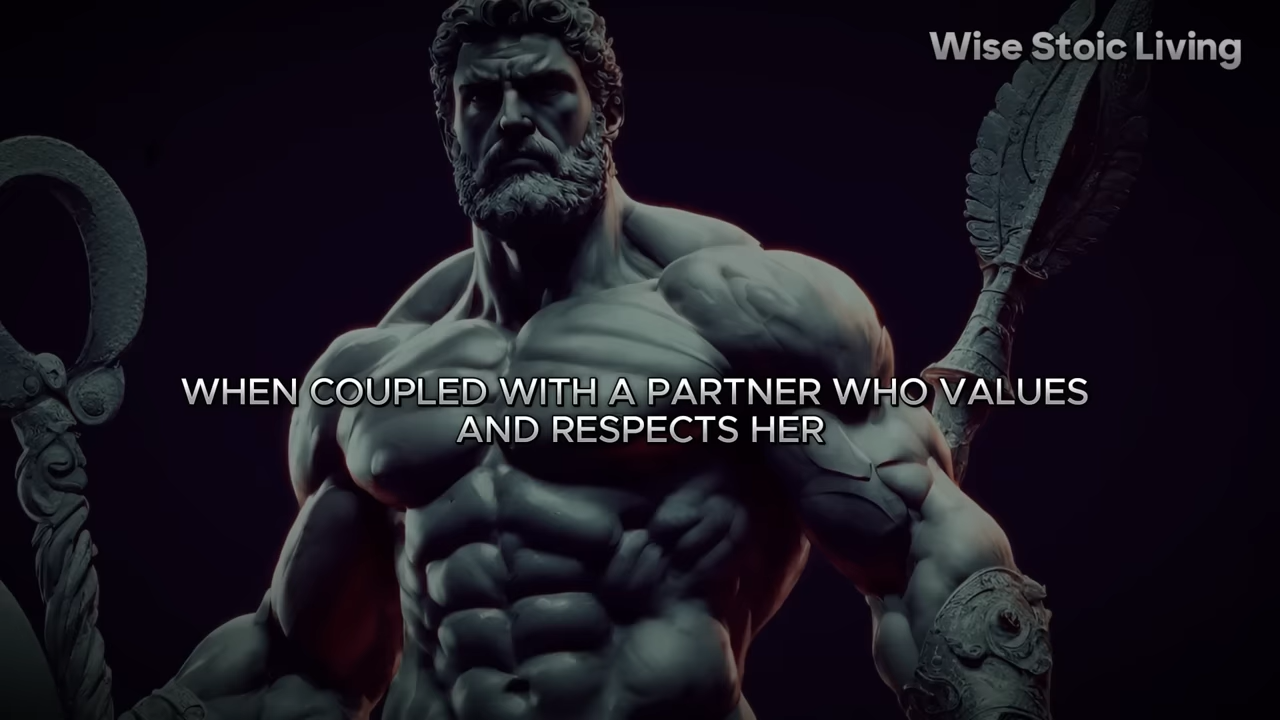 Wise Stoic Living
WHEN COUPLED WITH A PARTNER WHO VALUES
AND RESPECTS HER